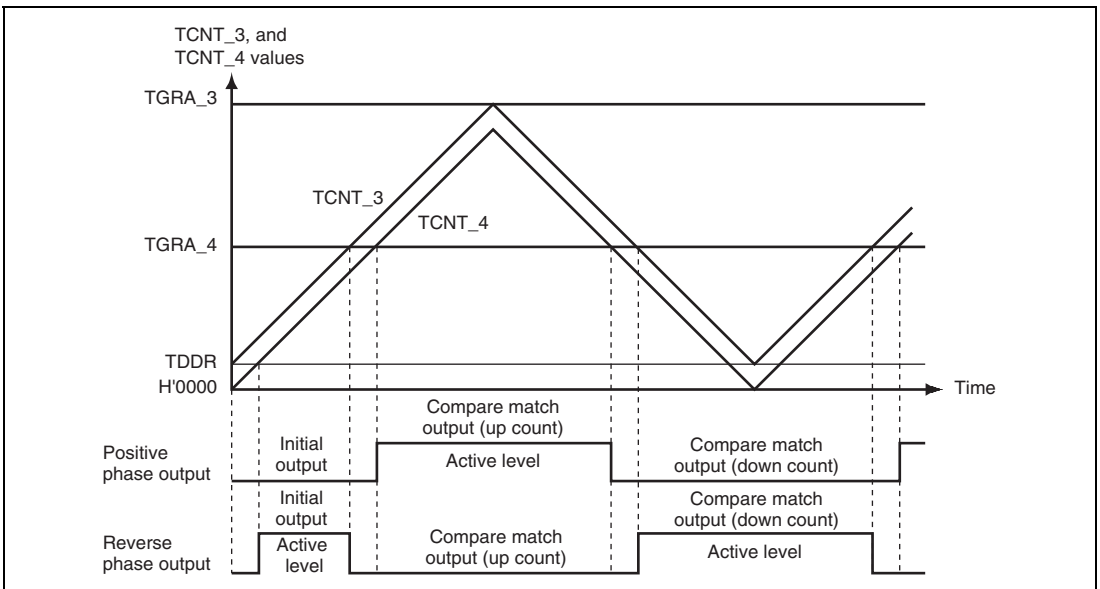 TCNT_3, and
TCNT_4 values
TGRA_3
TCNT_3
TCNT_4
TGRA_4
TDDR
H'0000
Time
Compare match
output (up count)
Positive
phase output
Initial
output
Active level
Compare match
output (down count)
Initial
output
Compare match
output (down count)
Reverse
phase output
Active
level
Compare match
output (up count)
Active level